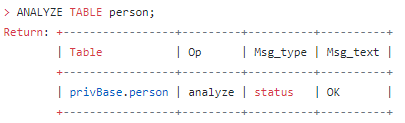 > ANALYZE TABLE person;
Return: +-----------------+---------+----------+----------+
| Table | Op | Msg_type | Msg_text |
+-----------------+---------+----------+----------+
| privBase.person | analyze | status | OK |
+-----------------+---------+----------+----------+